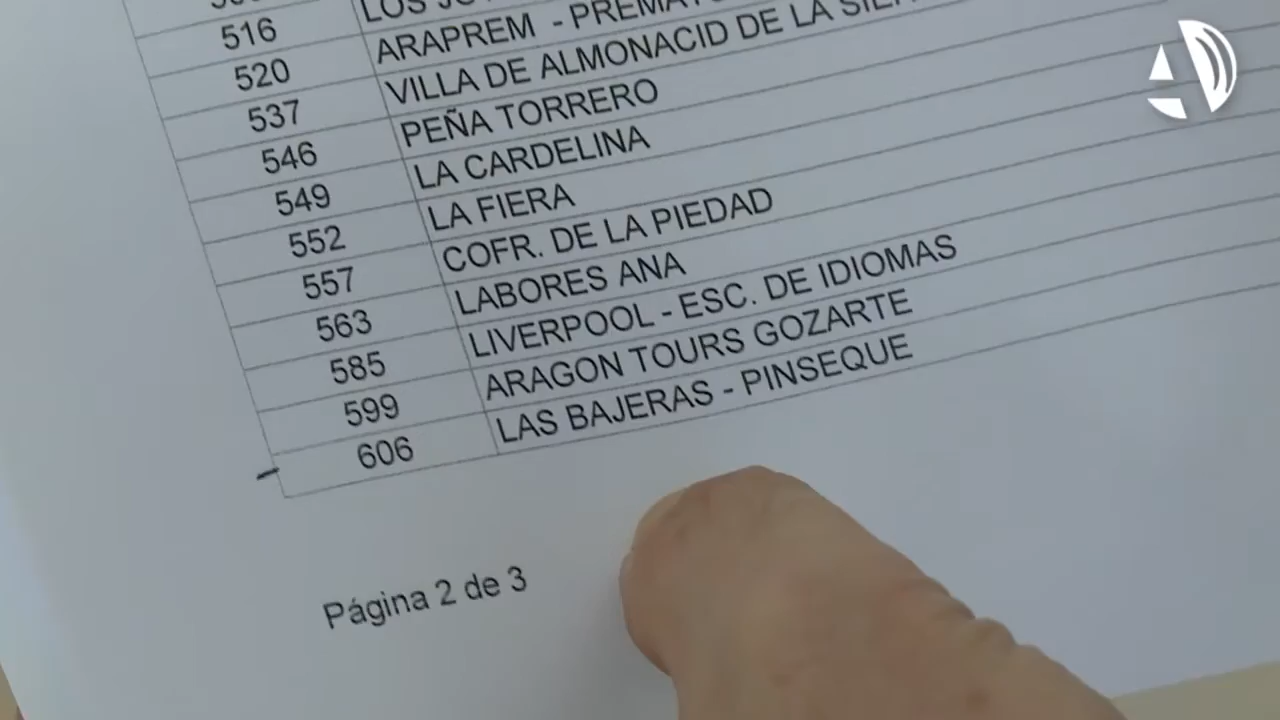 516 LOS
520 ARAPREM -
537 VILLA DE ALMONACID DE LA
546 PEÑA TORRERO
549 LA CARDELINA
552 LA FIERA
557 COFR. DE LA PIEDAD
563 LABORES ANA
585 LIVERPOOL - ESC. DE IDIOMAS
599 ARAGON TOURS GOZARTE
606 LAS BAJERAS - PINSEQUE
Página 2 de 3